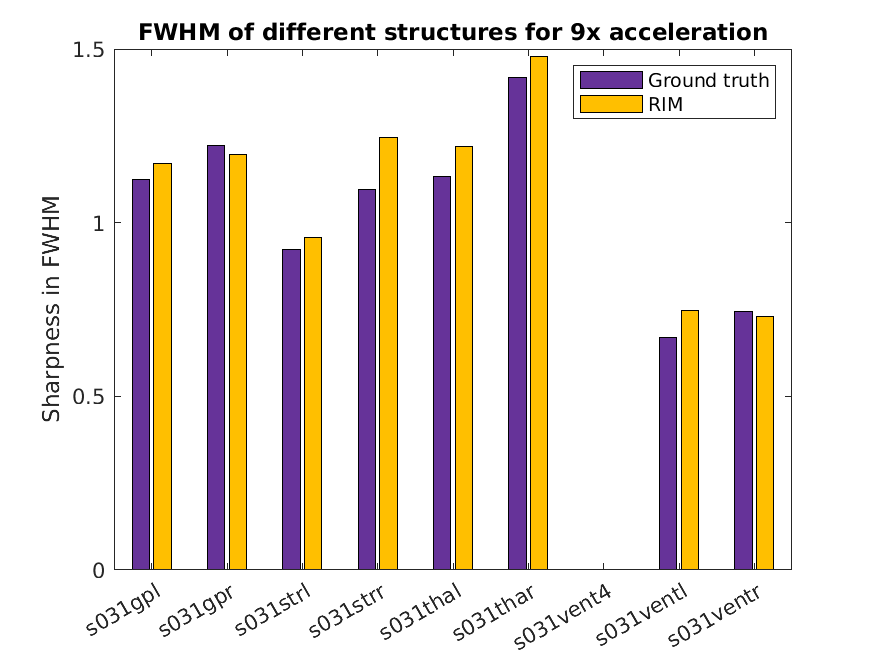 FWHM of different structures for 9x acceleration
Ground truth
RIM
Sharpness in FWHM
1.5
1
0.5
0
s031gpl
s031gpr
s031strl
s031strr
s031thal
s031thar
s031vent4
s031ventl
s031ventr